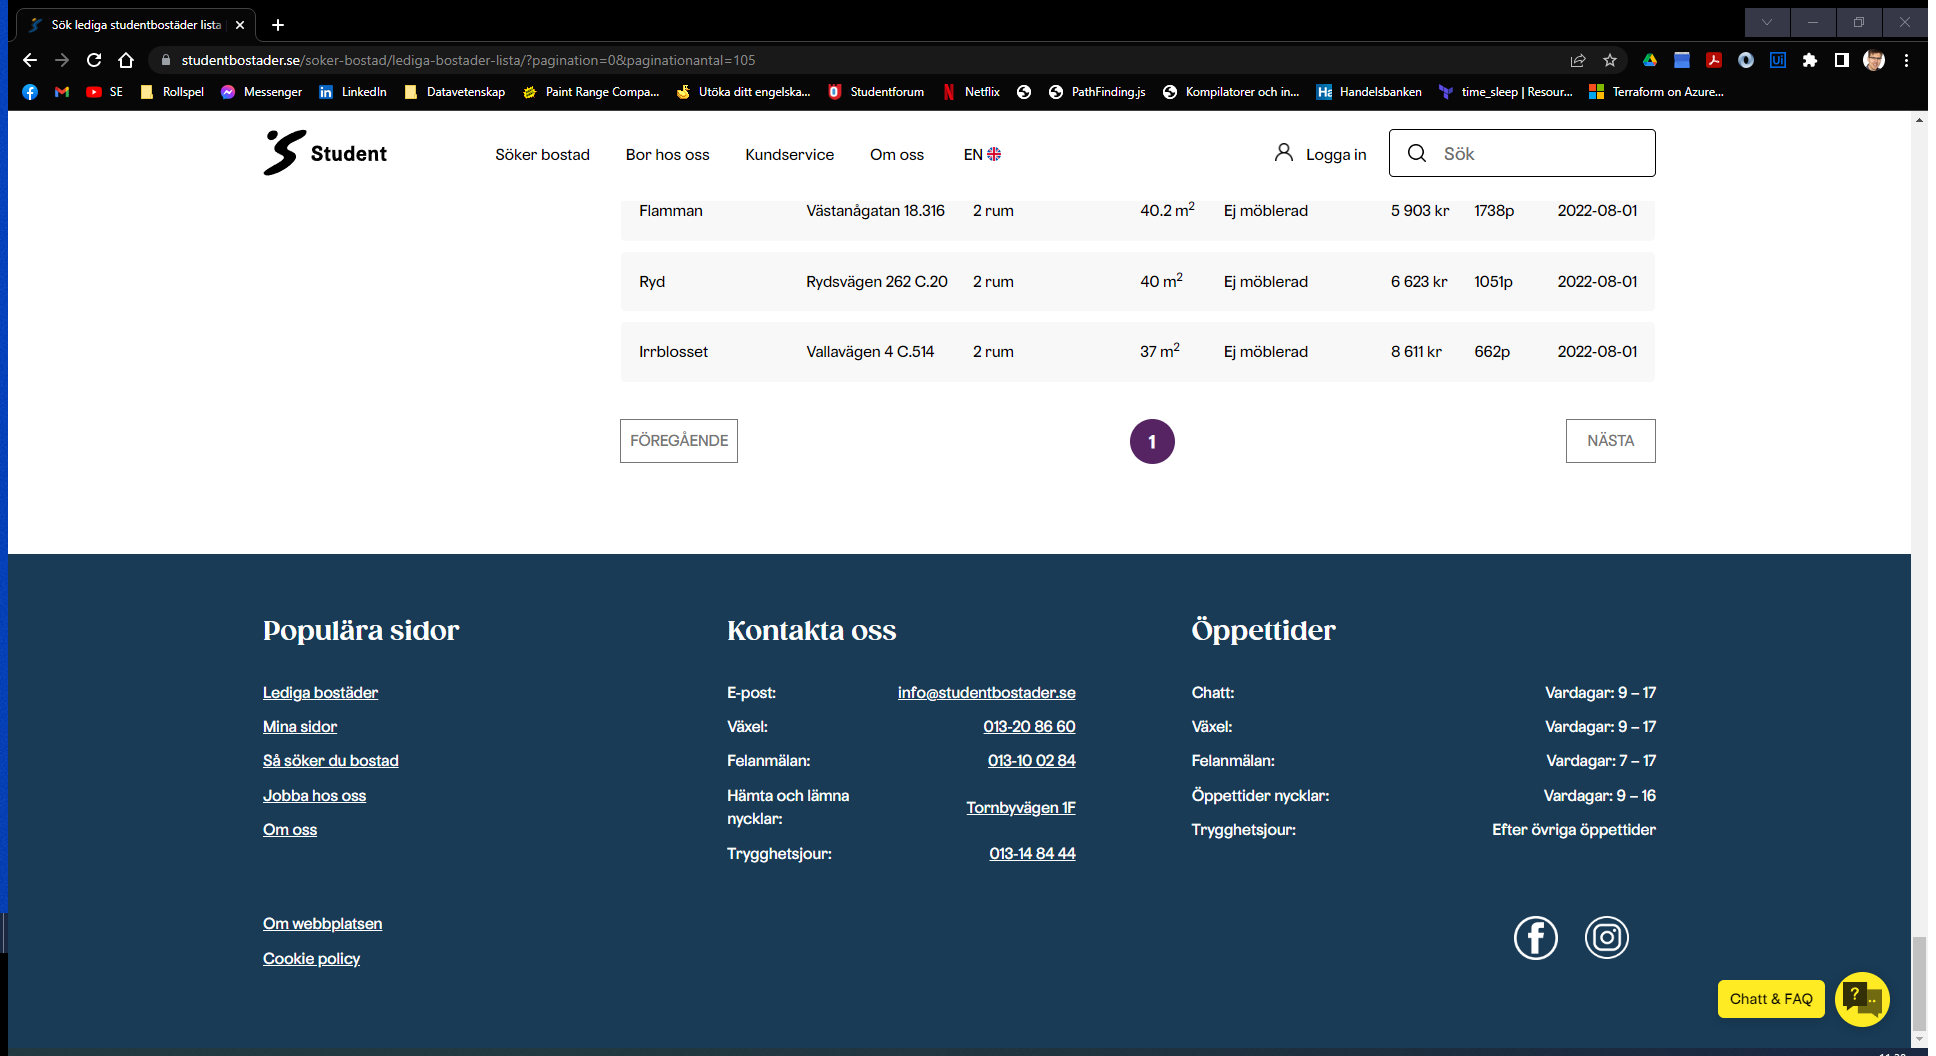 Sök lediga studentbostäder lista
studentbostader.se/soker-bostad/lediga-bostader-lista/?pagination=0&paginationantal=105
SE Rollspel Messenger LinkedIn Datavetenskap Paint Range Compa... Utöka ditt engelska... Studentforum Netflix PathFinding.js Kompilatorer och in... Handelsbanken time_sleep | Resour... Terraform on Azure...
Student Söker bostad Bor hos oss Kundservice Om oss EN Logga in Sök
Flamman Västanågatan 18.316 2 rum 40.2 m² Ej möblerad 5 903 kr 1738p 2022-08-01
Ryd Rydsvägen 262 C.20 2 rum 40 m² Ej möblerad 6 623 kr 1051p 2022-08-01
Irrblosset Vallavägen 4 C.514 2 rum 37 m² Ej möblerad 8 611 kr 662p 2022-08-01
FÖREGÅENDE 1 NÄSTA
Populära sidor
Lediga bostäder
Mina sidor
Så söker du bostad
Jobba hos oss
Om oss
Om webbplatsen
Cookie policy
Kontakta oss
E-post: info@studentbostader.se
Växel: 013-20 86 60
Felanmälan: 013-10 02 84
Hämta och lämna
nycklar: Tornbyvägen 1F
Trygghetsjour: 013-14 84 44
Öppettider
Chatt: Vardagar: 9 – 17
Växel: Vardagar: 9 – 17
Felanmälan: Vardagar: 7 – 17
Öppettider nycklar: Vardagar: 9 – 16
Trygghetsjour: Efter övriga öppettider
Chatt & FAQ